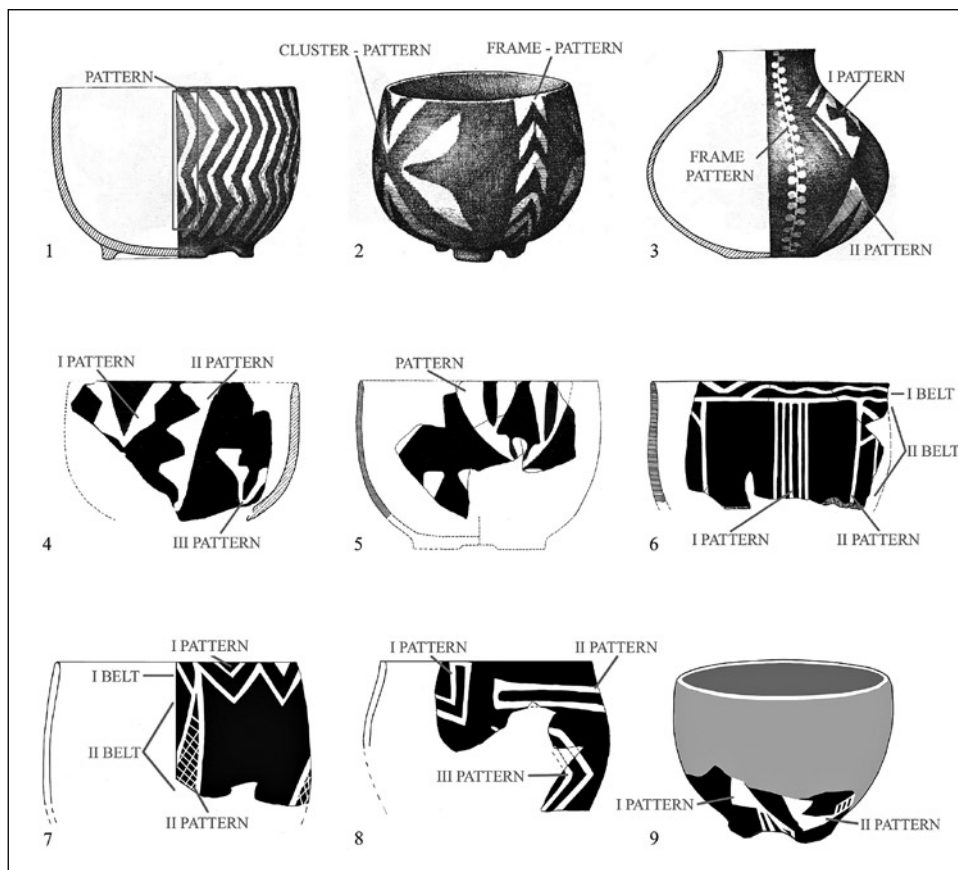 PATTERN
CLUSTER - PATTERN
FRAME - PATTERN
I PATTERN
FRAME
PATTERN
II PATTERN
1
2
3
I PATTERN
II PATTERN
III PATTERN
4
PATTERN
5
I BELT
II BELT
I PATTERN
II PATTERN
6
I PATTERN
I BELT
II BELT
II PATTERN
7
I PATTERN
II PATTERN
III PATTERN
8
I PATTERN
II PATTERN
9